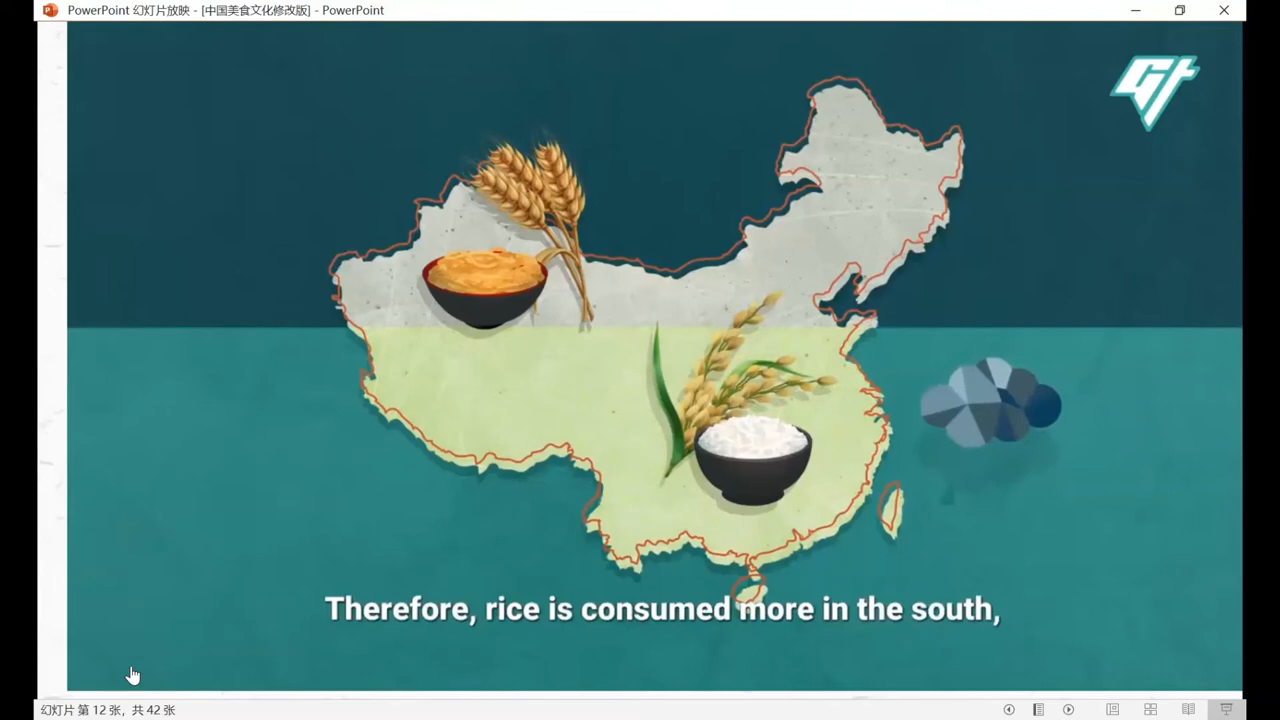 PowerPoint 幻灯片放映 - [中国美食文化修改版] - PowerPoint
Gt
Therefore, rice is consumed more in the south,
幻灯片 第 12 张，共 42 张